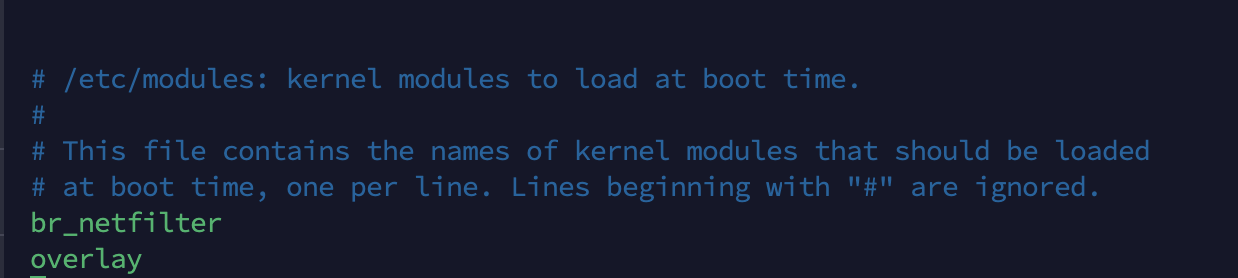 # /etc/modules: kernel modules to load at boot time.
#
# This file contains the names of kernel modules that should be loaded
# at boot time, one per line. Lines beginning with "#" are ignored.
br_netfilter
overlay